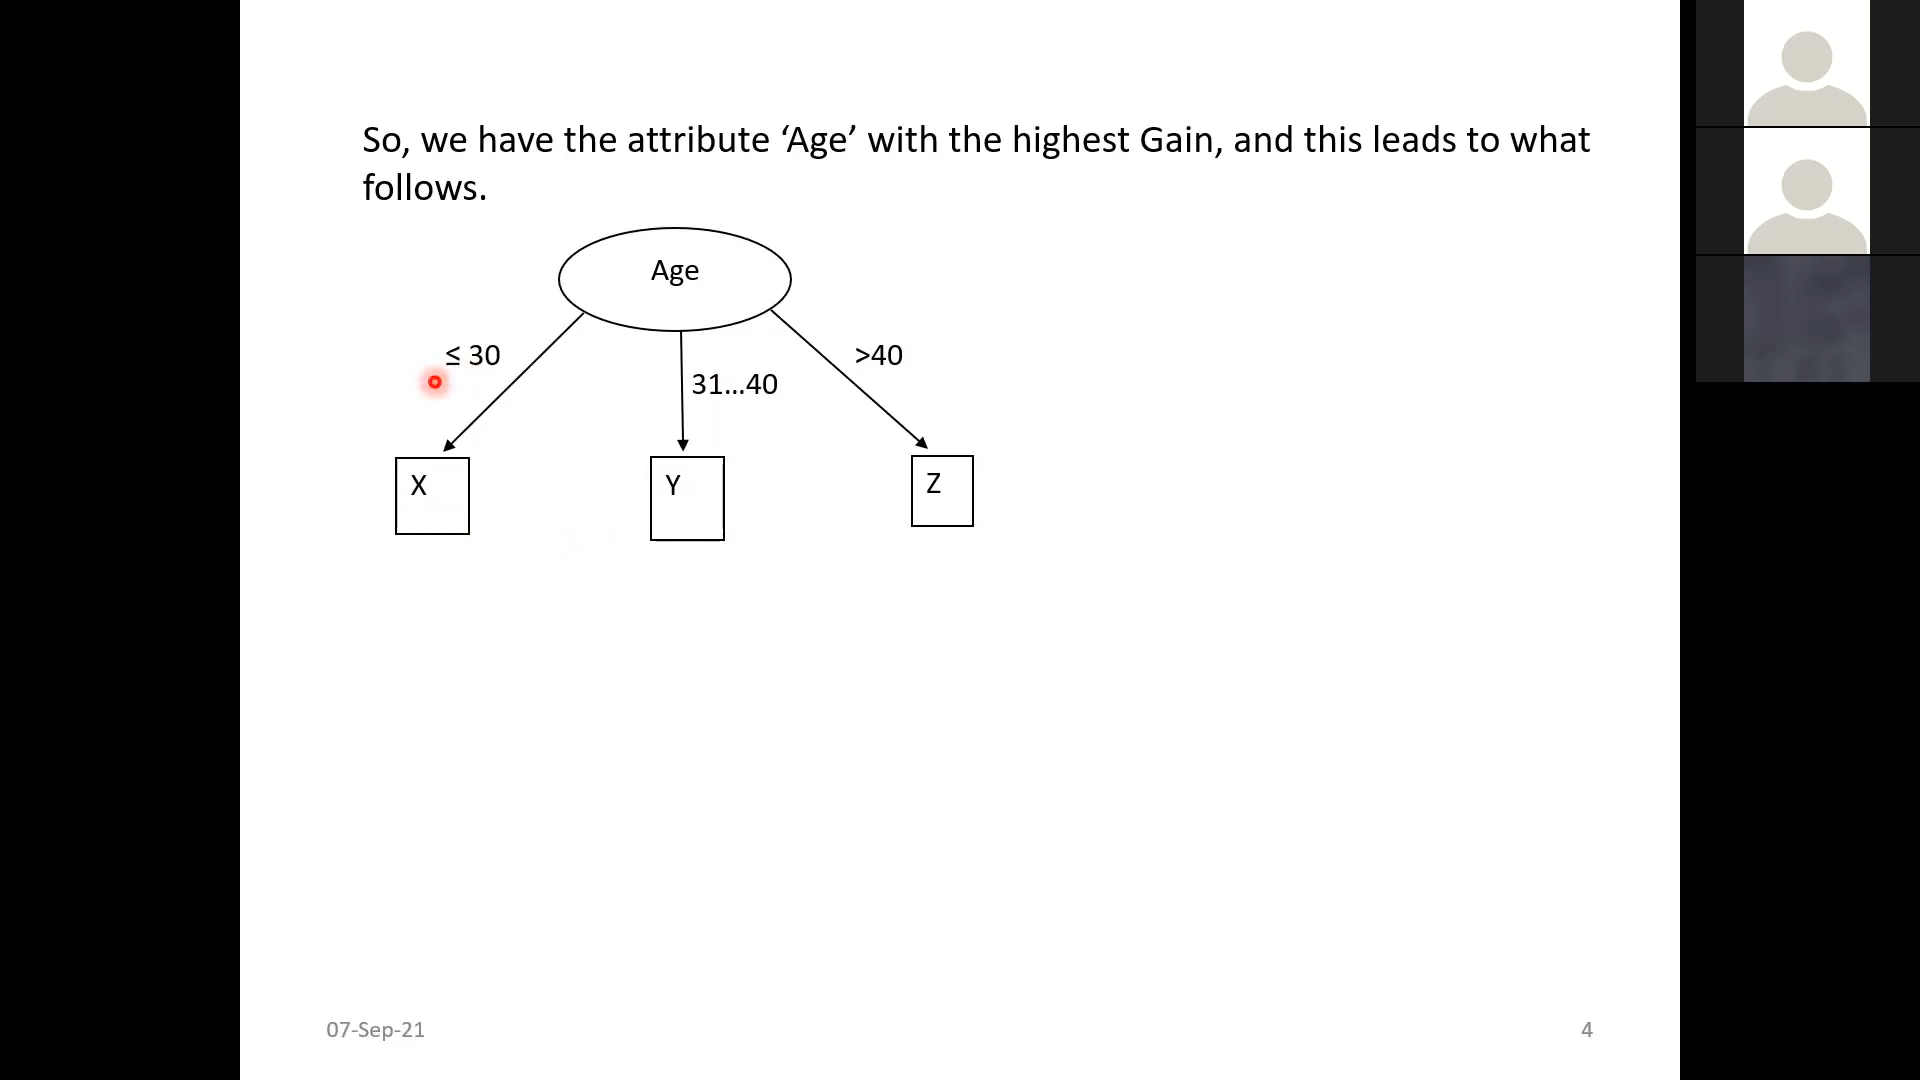 So, we have the attribute ‘Age’ with the highest Gain, and this leads to what
follows.
Age
≤ 30
31...40
>40
X
Y
Z
07-Sep-21
4